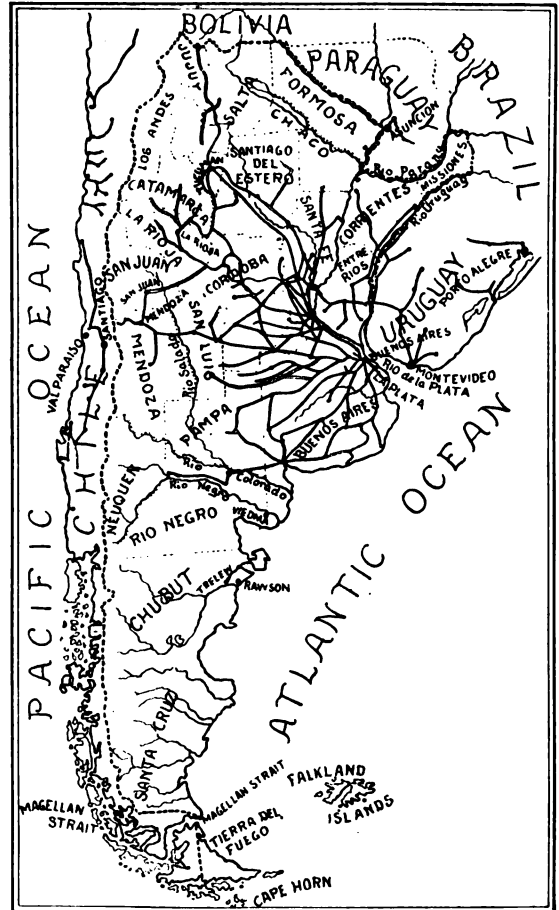 BOLIVIA
PARAGUAY
BRAZIL
JUJUY
SALTA
FORMOSA
CHACO
ASUNCION
LOS ANDES
SANTIAGO
DEL
ESTERO
Rio Parana
MISSIONES
CORRIENTES
Rio Uruguay
CATAMARCA
LA RIOJA
LA RIOJA
SANTA FE
ENTRE
RIOS
SAN JUAN
SAN JUAN
CORDOBA
URUGUAY
PORTO ALEGRE
SANTIAGO
MENDOZA
MENDOZA
SAN LUIS
Rio Salado
VALPARAISO
BUENOS AIRES
RIO de la PLATA
MONTEVIDEO
LA PLATA
PAMPA
BUENOS AIRES
CHILE
PACIFIC OCEAN
ATLANTIC OCEAN
NEUQUEN
Rio Colorado
Rio Negro
VIEDMA
RIO NEGRO
CHUBUT
TRELEW
RAWSON
SANTA CRUZ
MAGELLAN
STRAIT
MAGELLAN STRAIT
FALKLAND
ISLANDS
TIERRA DEL
FUEGO
CAPE HORN